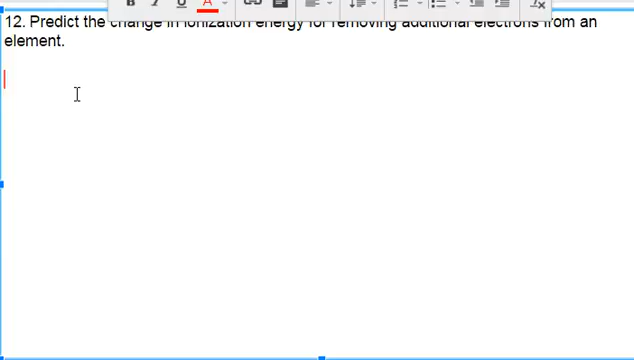 12. Predict the change in ionization energy for removing additional electrons from an
element.